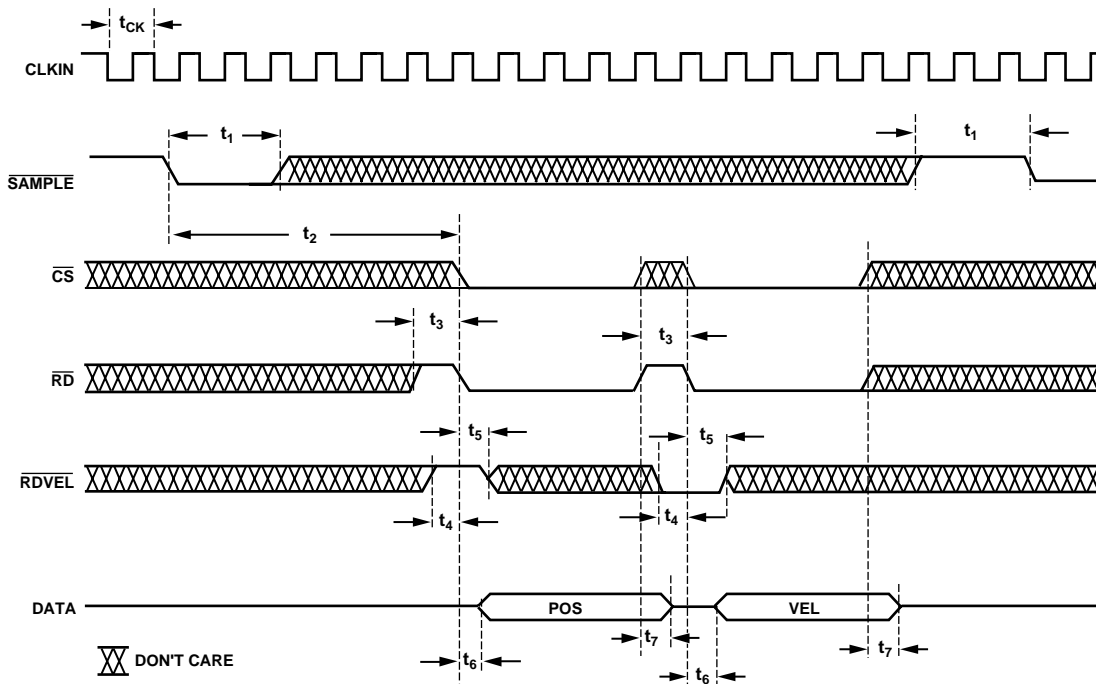 tCK
CLKIN
t1
t1
SAMPLE
t2
CS
t3
t3
RD
t5
t5
RDVEL
t4
t4
DATA
POS
VEL
DON'T CARE
t6
t7
t6
t7